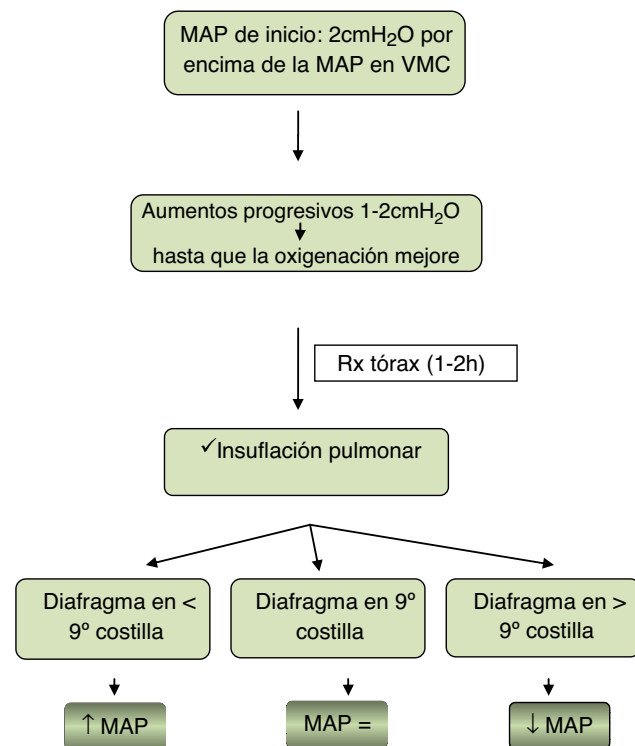 MAP de inicio: 2cmH₂O por
encima de la MAP en VMC
Aumentos progresivos 1-2cmH₂O
hasta que la oxigenación mejore
Rx tórax (1-2h)
✓Insuflación pulmonar
Diafragma en <
9º costilla
Diafragma en 9º
costilla
Diafragma en >
9º costilla
↑ MAP
MAP =
↓ MAP